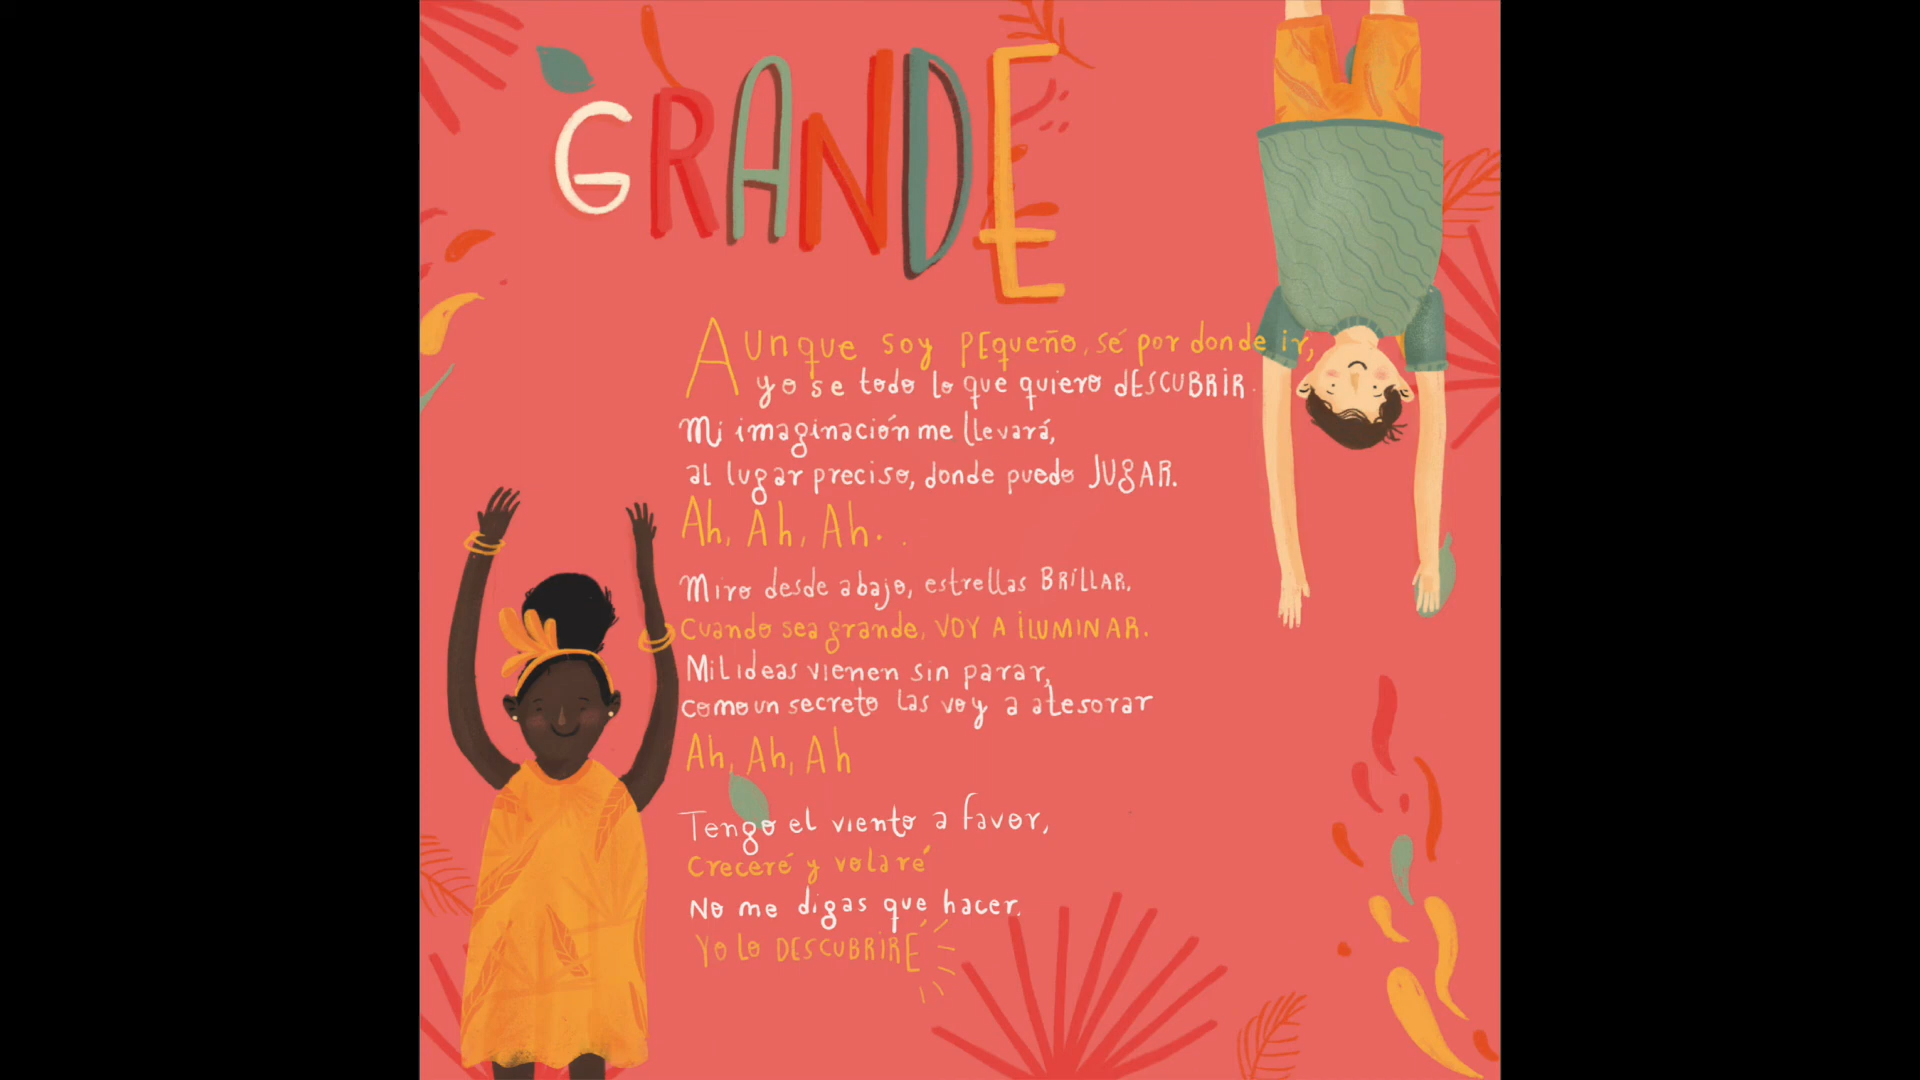 GRANDE
Aunque soy PEqueño, sé por donde ir,
yo se todo lo que quiero dESCUBRIR.
Mi imaginación me llevará,
al lugar preciso, donde puedo JUGAR.
Ah, Ah, Ah. .
Miro desde abajo, estrellas BRILLAR.
Cuando sea grande, VOY A iLUMINAR.
Mil ideas vienen sin parar,
como un secreto las voy a atesorar
Ah, Ah, Ah
Tengo el viento a favor,
Creceré y volaré
No me digas que hacer.
Yo lo DESCUBRIRÉ